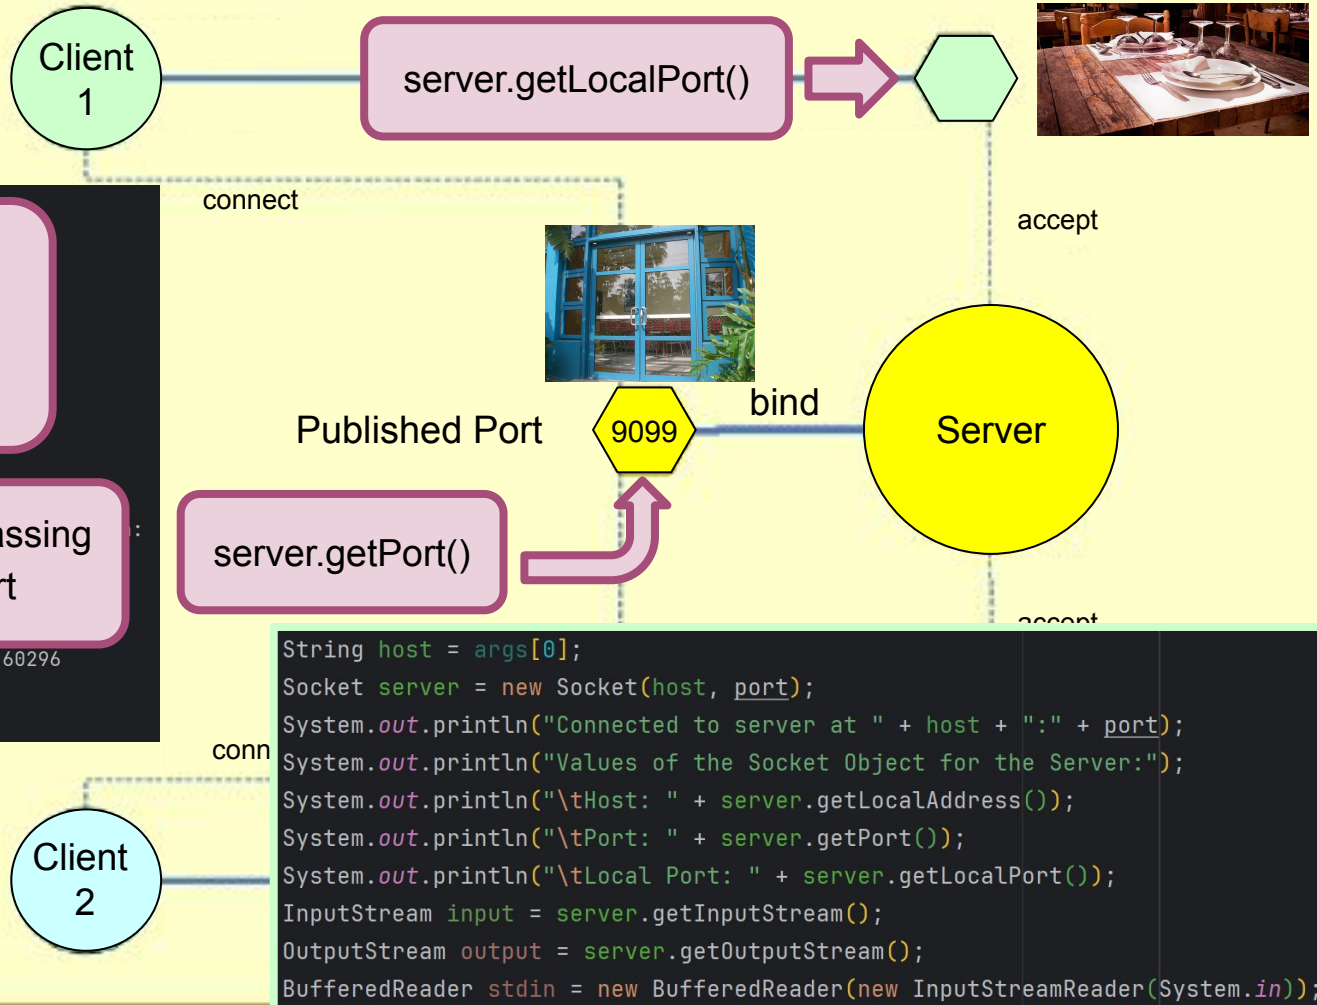 Client
1
server.getLocalPort()
connect
accept
Published Port
9099
bind
Server
assing
rt
:
server.getPort()
60296
accept
String host = args[0];
Socket server = new Socket(host, port);
System.out.println("Connected to server at " + host + ":" + port);
System.out.println("Values of the Socket Object for the Server:");
System.out.println("\tHost: " + server.getLocalAddress());
System.out.println("\tPort: " + server.getPort());
System.out.println("\tLocal Port: " + server.getLocalPort());
InputStream input = server.getInputStream();
OutputStream output = server.getOutputStream();
BufferedReader stdin = new BufferedReader(new InputStreamReader(System.in));
conn
Client
2